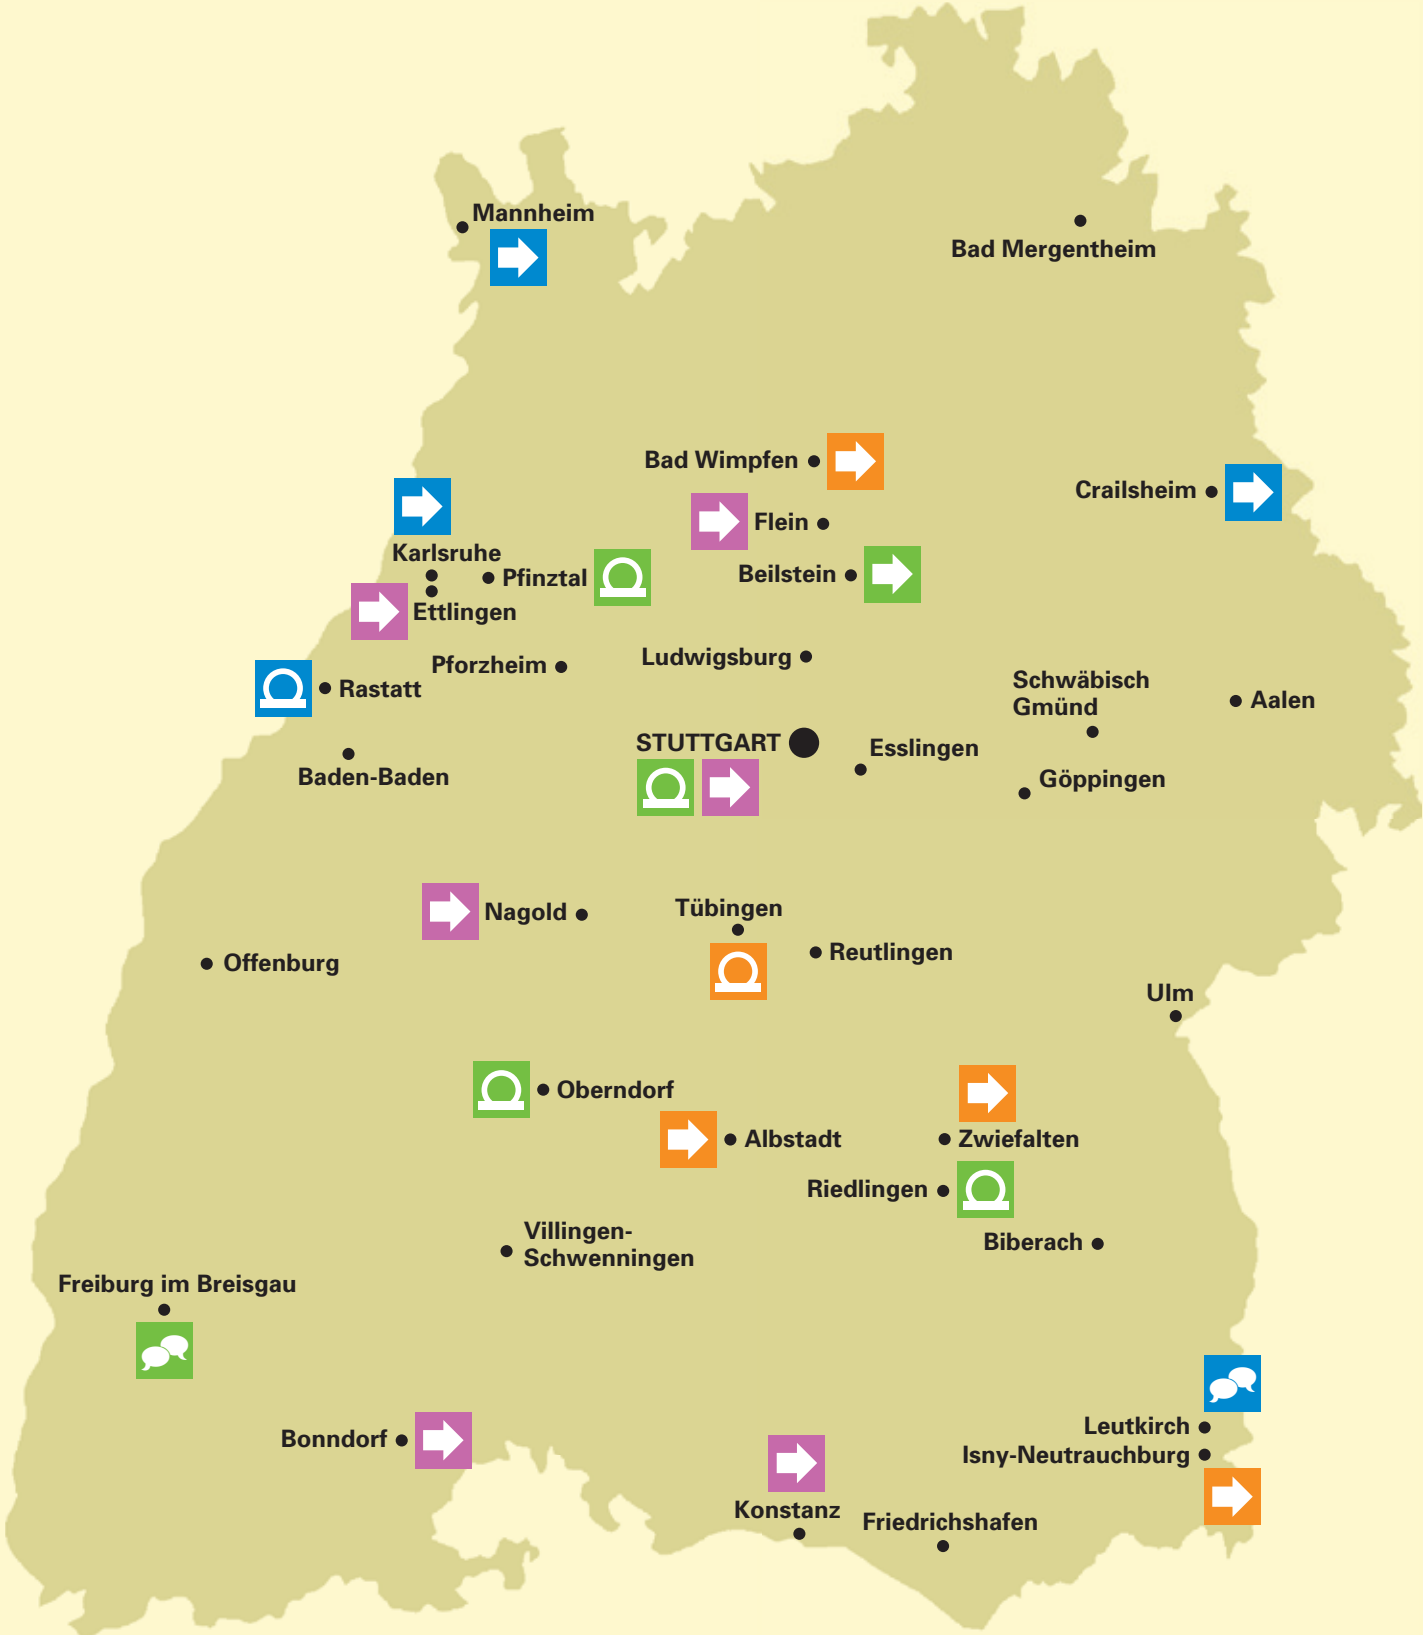 Mannheim
Bad Mergentheim
Bad Wimpfen
Crailsheim
Flein
Karlsruhe
Pfinztal
Beilstein
Ettlingen
Pforzheim
Ludwigsburg
Rastatt
Schwäbisch
Gmünd
Aalen
STUTTGART
Esslingen
Baden-Baden
Göppingen
Nagold
Tübingen
Reutlingen
Offenburg
Ulm
Oberndorf
Albstadt
Zwiefalten
Riedlingen
Villingen-
Schwenningen
Biberach
Freiburg im Breisgau
Leutkirch
Bonndorf
Isny-Neutrauchburg
Konstanz
Friedrichshafen